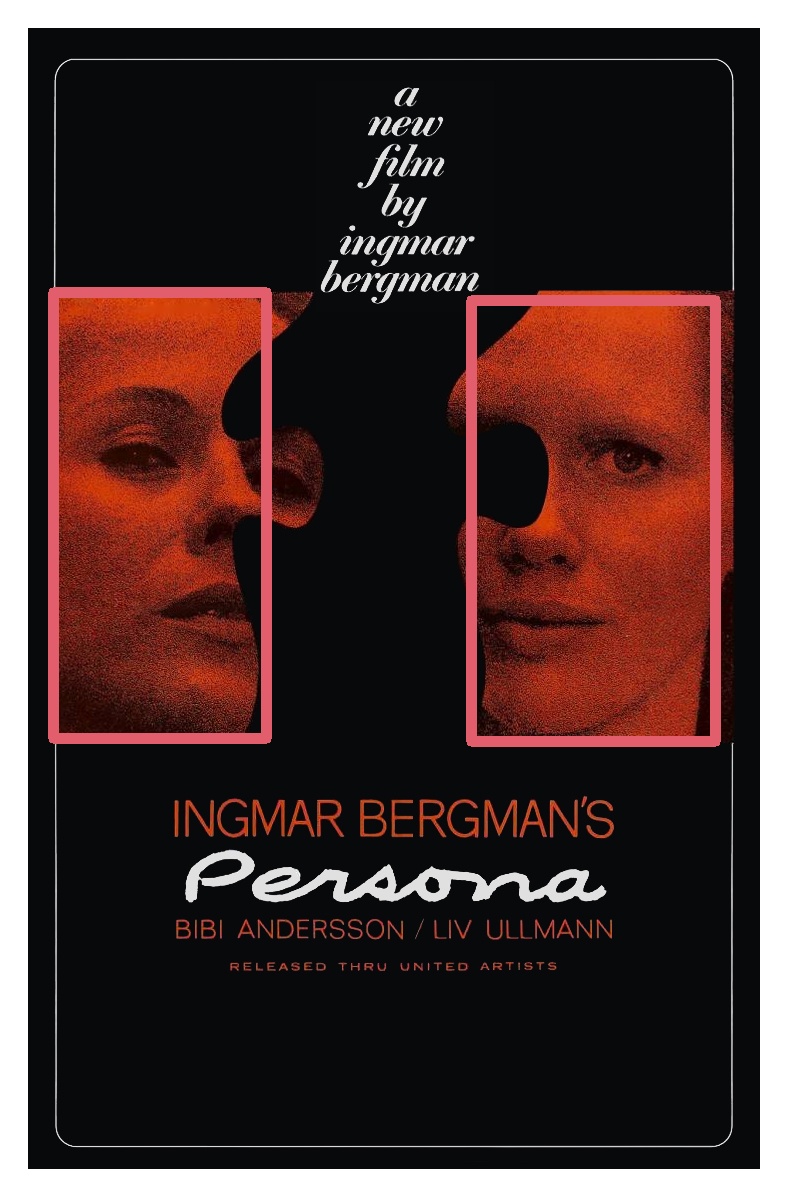 a
new
film
by
ingmar
bergman
INGMAR BERGMAN'S
Persona
BIBI ANDERSSON / LIV ULLMANN
RELEASED THRU UNITED ARTISTS